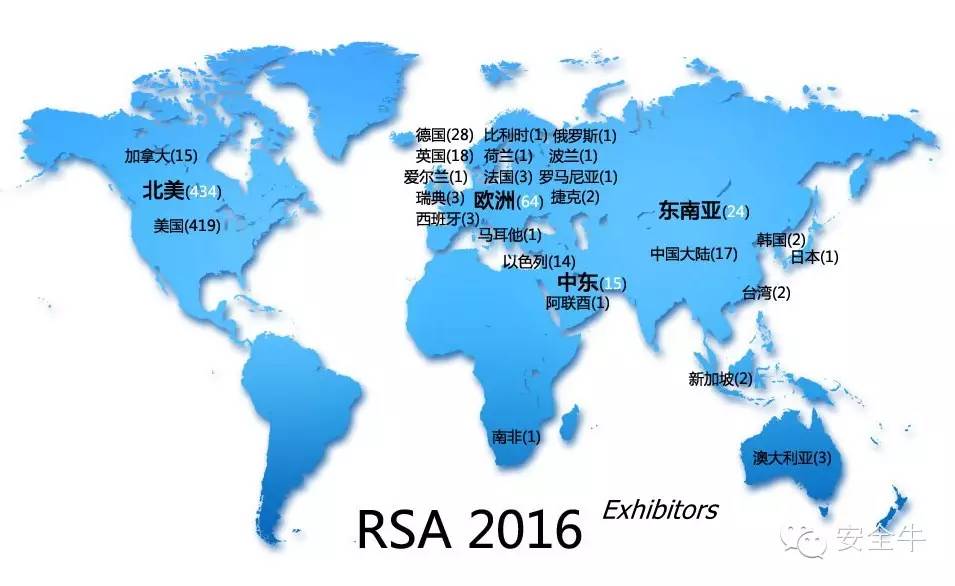 德国(28) 比利时(1) 俄罗斯(1)
加拿大(15)
英国(18) 荷兰(1) 波兰(1)
爱尔兰(1) 法国(3) 罗马尼亚(1)
北美(434)
瑞典(3) 欧洲(64) 捷克(2)
东南亚(24)
西班牙(3)
美国(419)
马耳他(1)
韩国(2)
中国大陆(17)
日本(1)
以色列(14)
中东(15)
台湾(2)
阿联酋(1)
新加坡(2)
南非(1)
澳大利亚(3)
RSA 2016 Exhibitors
安全牛